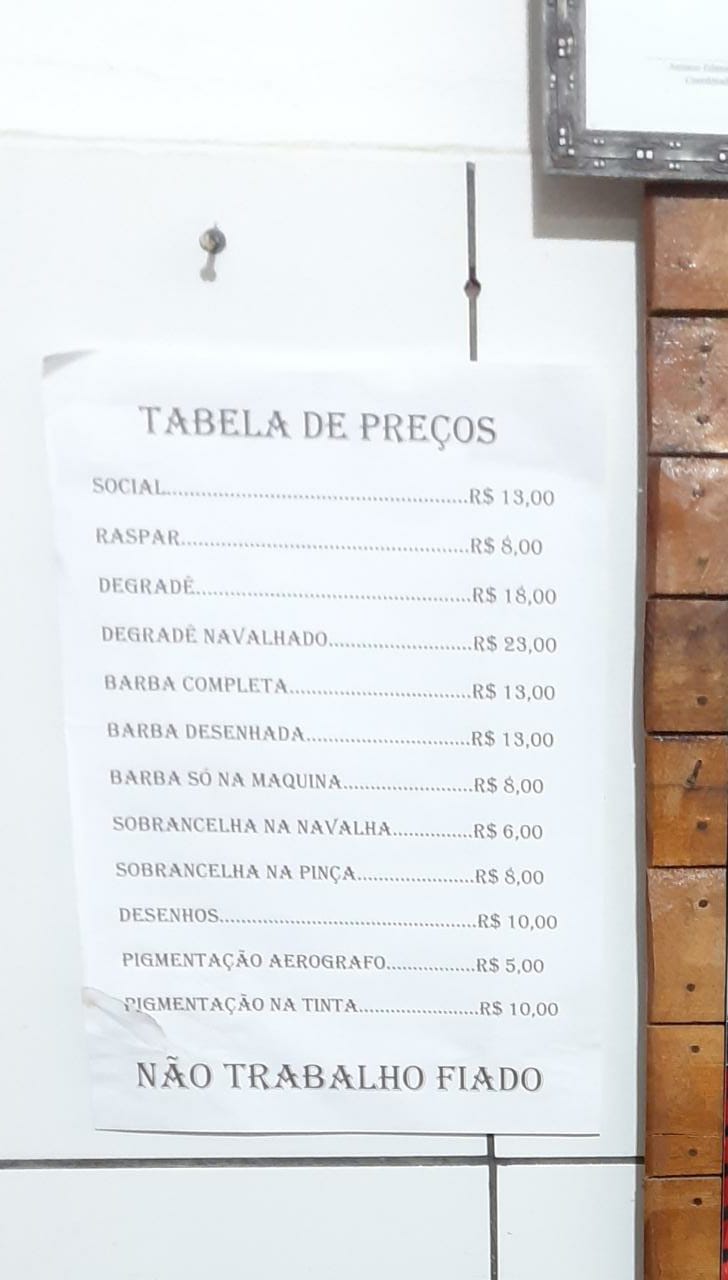 TABELA DE PREÇOS
SOCIAL......................................................R$ 13,00
RASPAR...................................................R$ 8,00
DEGRADÊ.................................................R$ 18,00
DEGRADÊ NAVALHADO.........................R$ 23,00
BARBA COMPLETA................................R$ 13,00
BARBA DESENHADA.............................R$ 13,00
BARBA SÓ NA MAQUINA.......................R$ 8,00
SOBRANCELHA NA NAVALHA..............R$ 6,00
SOBRANCELHA NA PINÇA.....................R$ 8,00
DESENHOS..............................................R$ 10,00
PIGMENTAÇÃO AEROGRAFO................R$ 5,00
PIGMENTAÇÃO NA TINTA......................R$ 10,00
NÃO TRABALHO FIADO